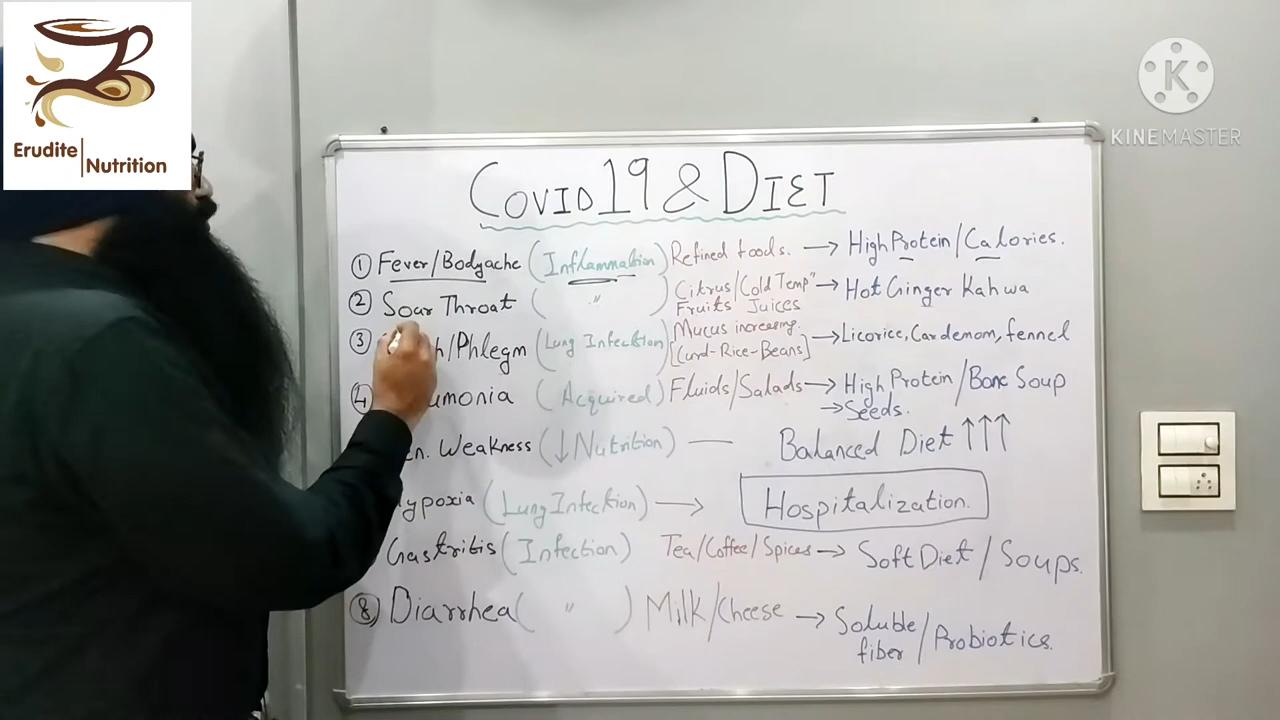 Erudite Nutrition
KINEMASTER
COVID 19 & DIET
① Fever/Bodyache (Inflammation) Refined foods. → High Protein/Calories.
② Soar Throat ( " ) Citrus/Cold Temp" Fruits Juices → Hot Ginger Kahwa
③ /Phlegm (Lung Infection) Mucus increasing. [Curd-Rice-Beans] → Licorice, Cardemom, fennel
④ (Acquired) Fluids/Salads → High Protein/Bone Soup → Seeds.
Weakness (↓ Nutrition) — Balanced Diet ↑↑↑
(Lung Infection) → Hospitalization.
Gastritis (Infection) Tea/Coffee/Spices → Soft Diet/Soups.
⑧ Diarrhea ( " ) Milk/Cheese → Soluble fiber/Probiotics.